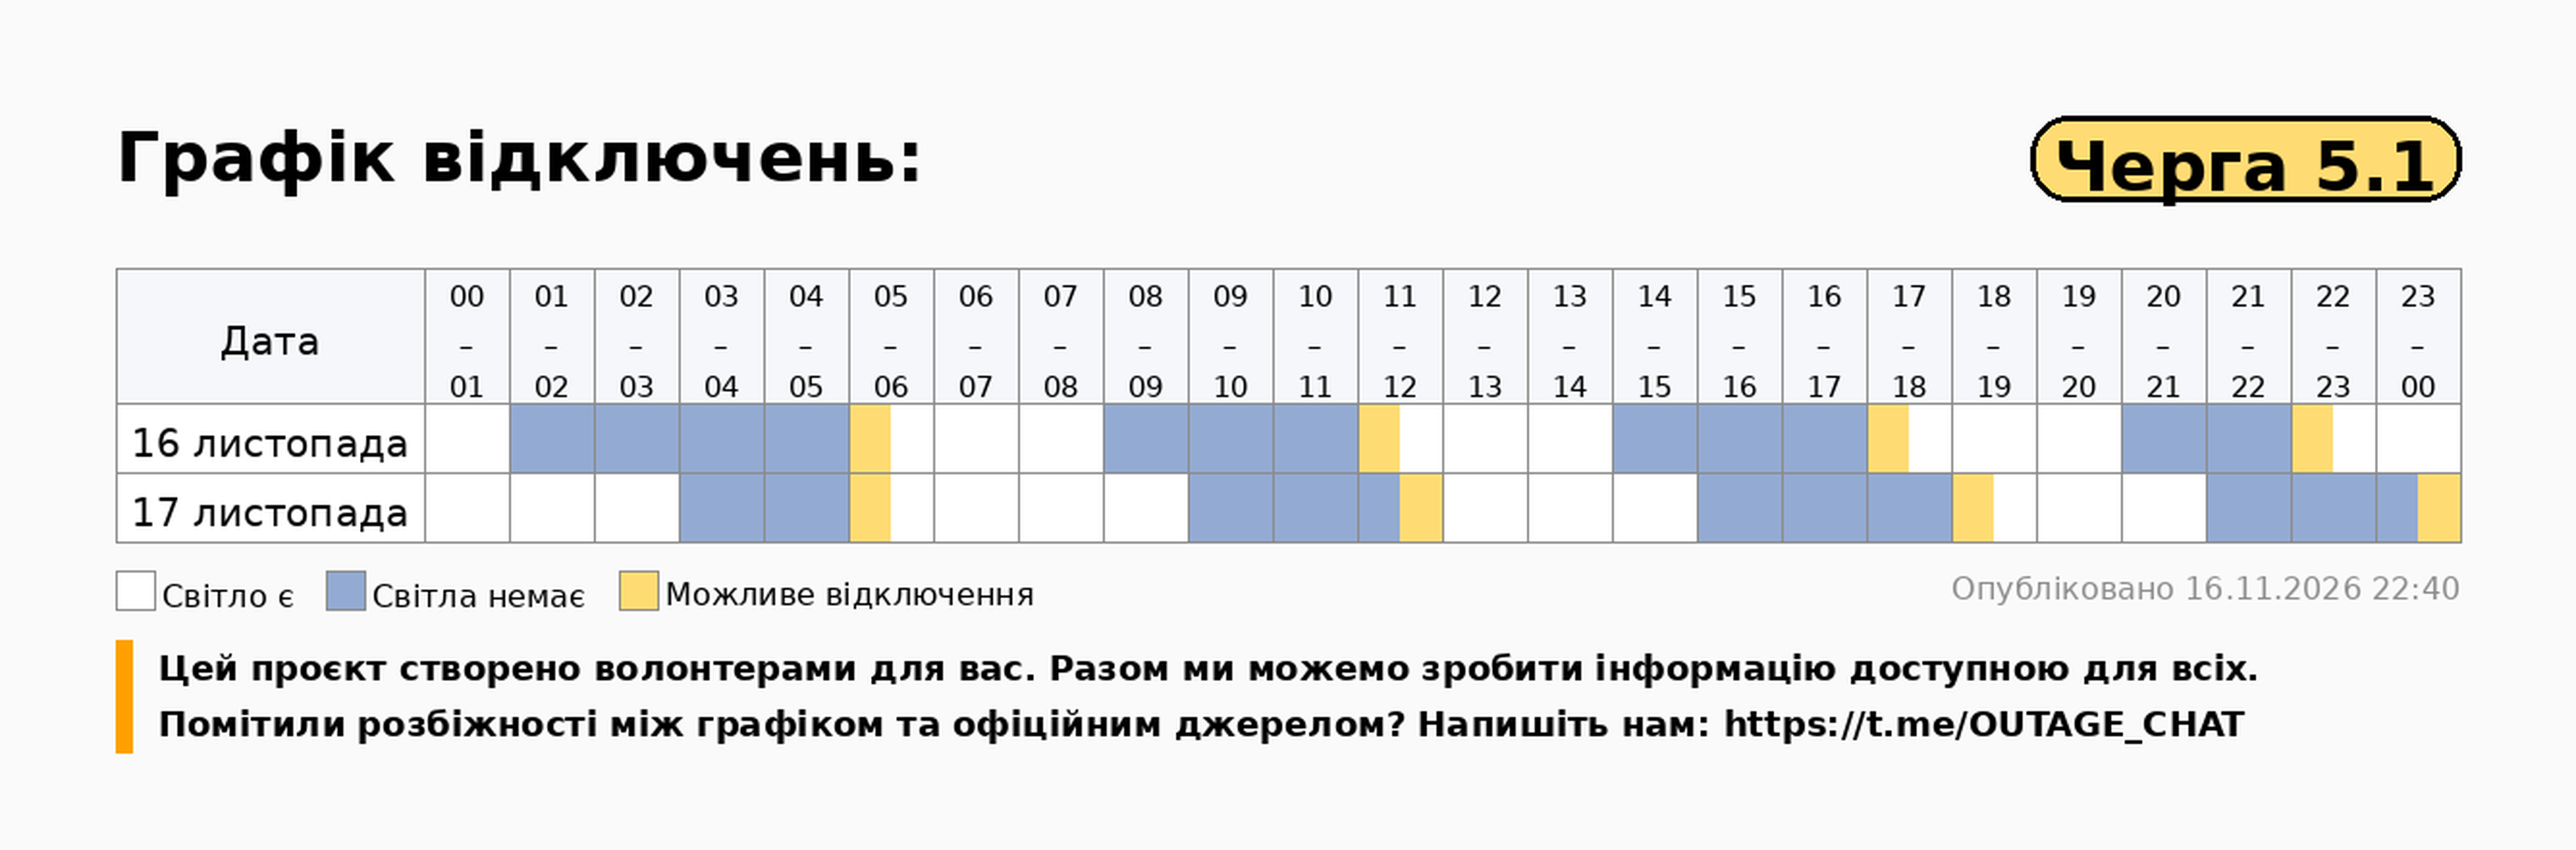 Графік відключень:
Черга 5.1
Дата
00 – 01
01 – 02
02 – 03
03 – 04
04 – 05
05 – 06
06 – 07
07 – 08
08 – 09
09 – 10
10 – 11
11 – 12
12 – 13
13 – 14
14 – 15
15 – 16
16 – 17
17 – 18
18 – 19
19 – 20
20 – 21
21 – 22
22 – 23
23 – 00
16 листопада
17 листопада
Світло є
Світла немає
Можливе відключення
Опубліковано 16.11.2026 22:40
Цей проєкт створено волонтерами для вас. Разом ми можемо зробити інформацію доступною для всіх.
Помітили розбіжності між графіком та офіційним джерелом? Напишіть нам: https://t.me/OUTAGE_CHAT